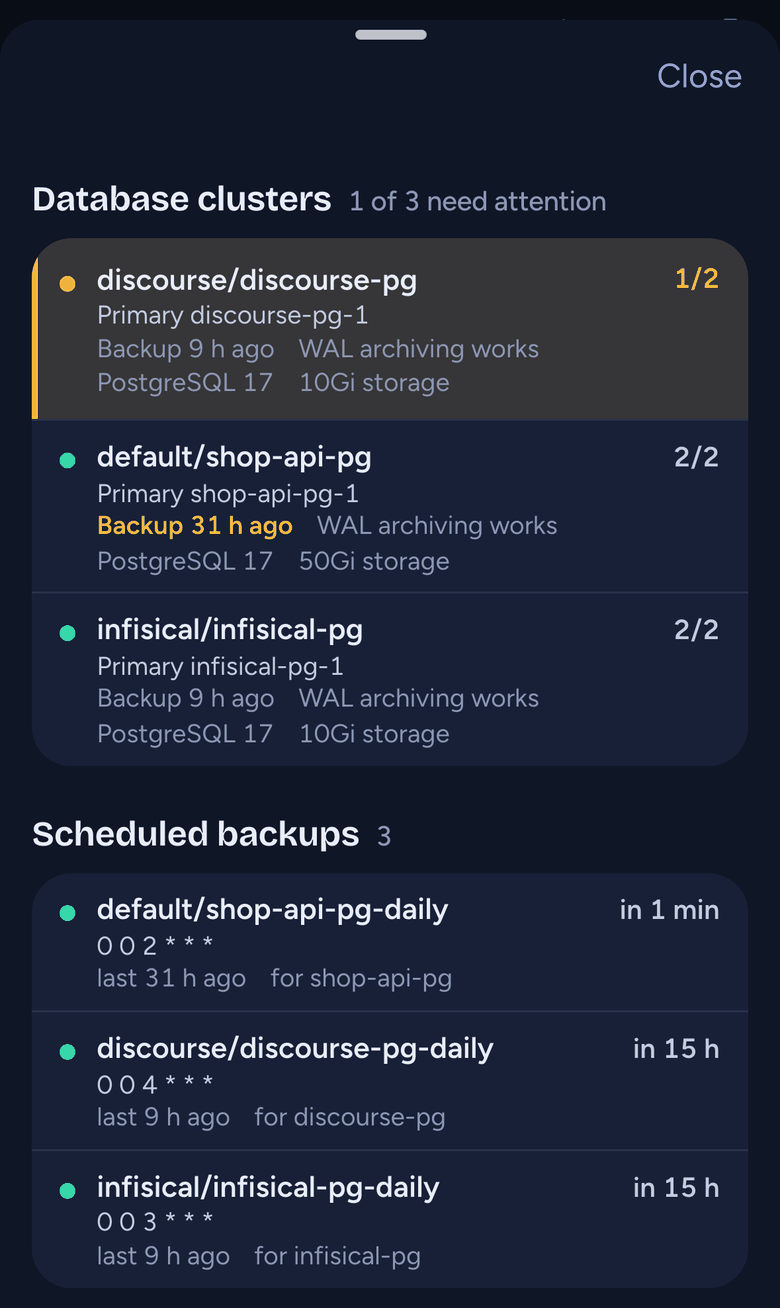 Close
Database clusters 1 of 3 need attention
discourse/discourse-pg 1/2
Primary discourse-pg-1
Backup 9 h ago WAL archiving works
PostgreSQL 17 10Gi storage
default/shop-api-pg 2/2
Primary shop-api-pg-1
Backup 31 h ago WAL archiving works
PostgreSQL 17 50Gi storage
infisical/infisical-pg 2/2
Primary infisical-pg-1
Backup 9 h ago WAL archiving works
PostgreSQL 17 10Gi storage
Scheduled backups 3
default/shop-api-pg-daily in 1 min
0 0 2 * * *
last 31 h ago for shop-api-pg
discourse/discourse-pg-daily in 15 h
0 0 4 * * *
last 9 h ago for discourse-pg
infisical/infisical-pg-daily in 15 h
0 0 3 * * *
last 9 h ago for infisical-pg